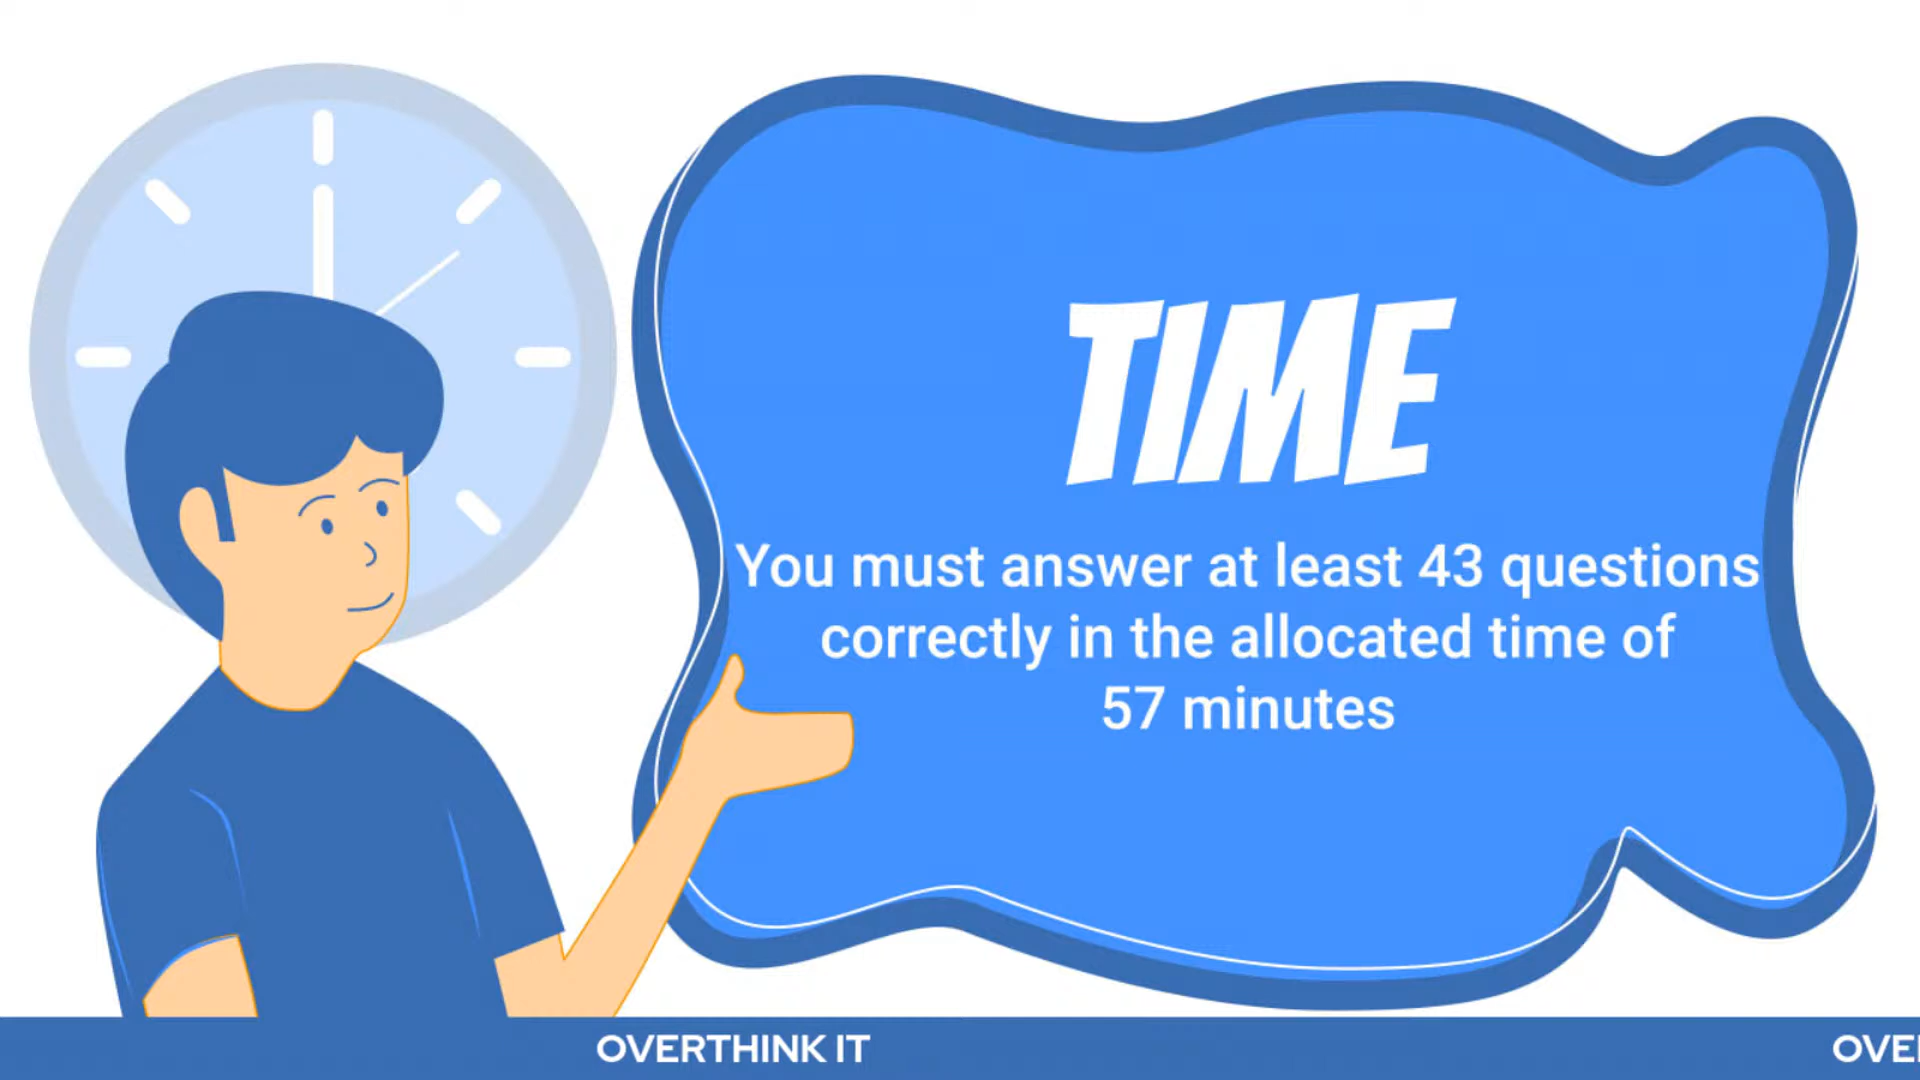 TIME
You must answer at least 43 questions
correctly in the allocated time of
57 minutes
OVERTHINK IT